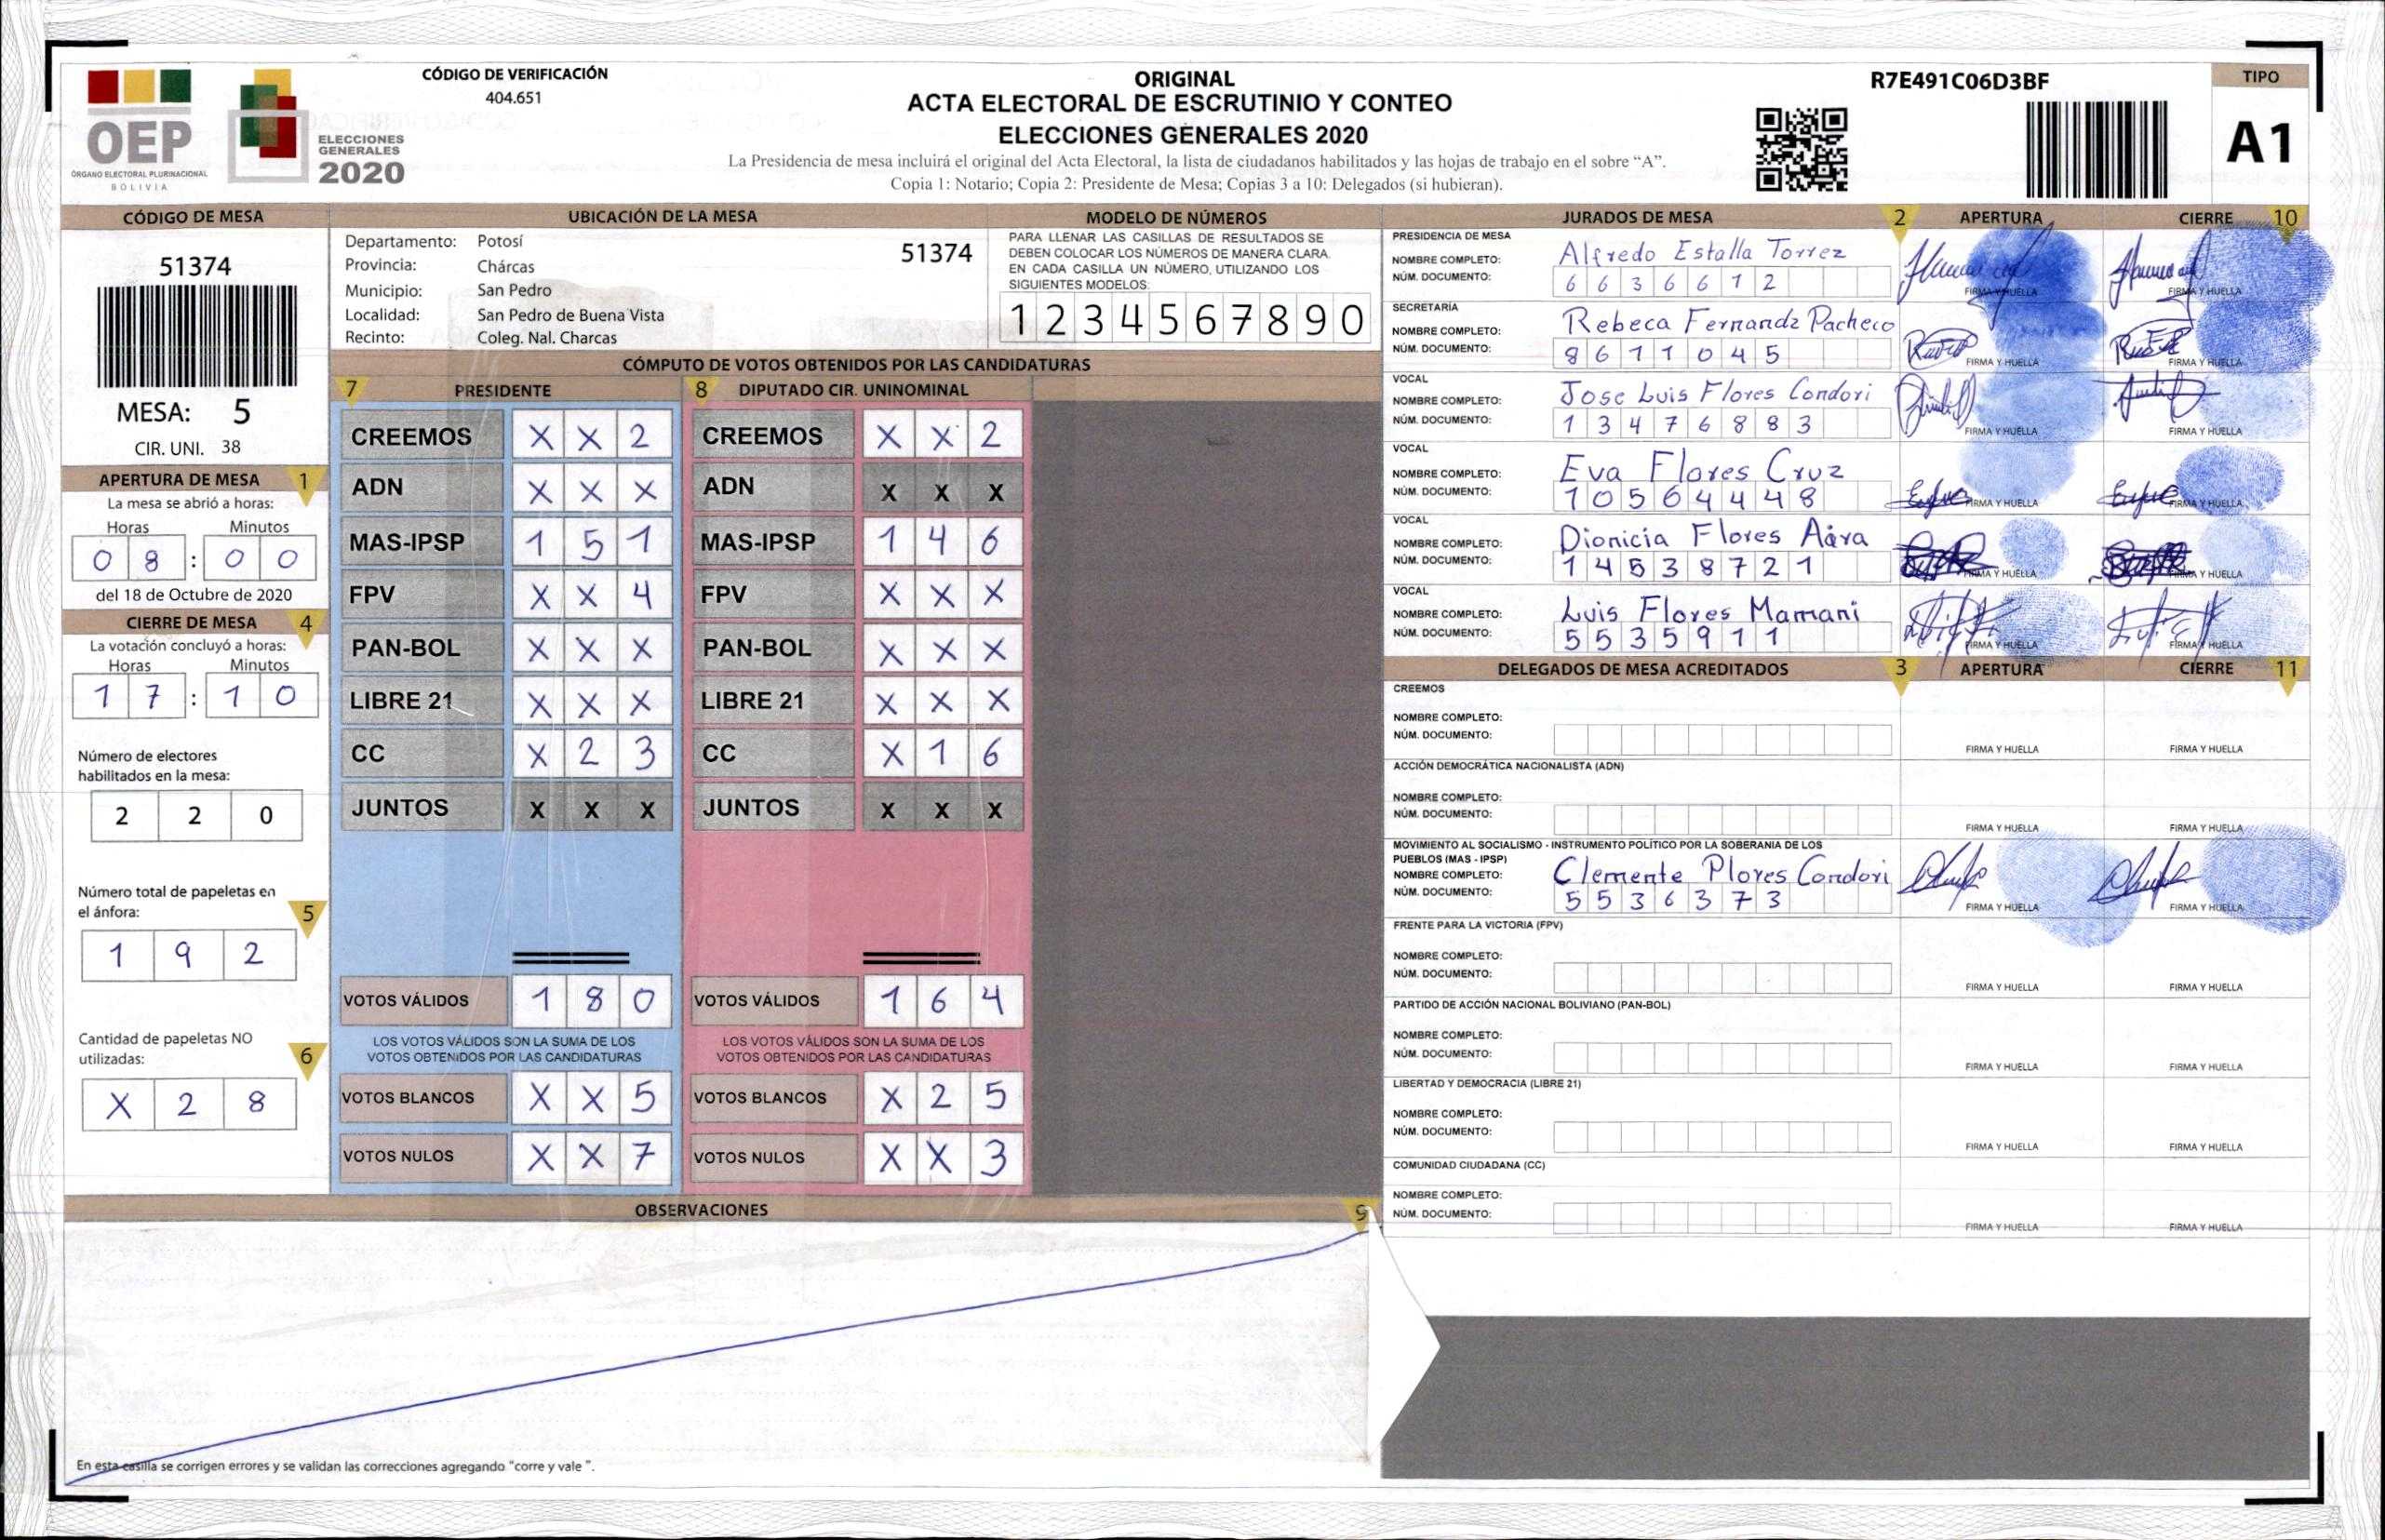 CÓDIGO DE VERIFICACIÓN
404.651
OEP
ÓRGANO ELECTORAL PLURINACIONAL
BOLIVIA
ELECCIONES
GENERALES
2020
ORIGINAL
ACTA ELECTORAL DE ESCRUTINIO Y CONTEO
ELECCIONES GENERALES 2020
La Presidencia de mesa incluirá el original del Acta Electoral, la lista de ciudadanos habilitados y las hojas de trabajo en el sobre “A”.
Copia 1: Notario; Copia 2: Presidente de Mesa; Copias 3 a 10: Delegados (si hubieran).
R7E491C06D3BF
TIPO
A1
CÓDIGO DE MESA
51374
MESA: 5
CIR. UNI. 38
APERTURA DE MESA 1
La mesa se abrió a horas:
Horas Minutos
0 8 : 0 0
del 18 de Octubre de 2020
CIERRE DE MESA 4
La votación concluyó a horas:
Horas Minutos
1 7 : 1 0
Número de electores
habilitados en la mesa:
2 2 0
Número total de papeletas en
el ánfora: 5
1 9 2
Cantidad de papeletas NO
utilizadas: 6
X 2 8
UBICACIÓN DE LA MESA
Departamento: Potosí 51374
Provincia: Chárcas
Municipio: San Pedro
Localidad: San Pedro de Buena Vista
Recinto: Coleg. Nal. Charcas
MODELO DE NÚMEROS
PARA LLENAR LAS CASILLAS DE RESULTADOS SE
DEBEN COLOCAR LOS NÚMEROS DE MANERA CLARA.
EN CADA CASILLA UN NÚMERO, UTILIZANDO LOS
SIGUIENTES MODELOS:
1 2 3 4 5 6 7 8 9 0
CÓMPUTO DE VOTOS OBTENIDOS POR LAS CANDIDATURAS
7 PRESIDENTE
CREEMOS X X 2
ADN X X X
MAS-IPSP 1 5 1
FPV X X 4
PAN-BOL X X X
LIBRE 21 X X X
CC X 2 3
JUNTOS X X X
VOTOS VÁLIDOS 1 8 0
LOS VOTOS VÁLIDOS SON LA SUMA DE LOS
VOTOS OBTENIDOS POR LAS CANDIDATURAS
VOTOS BLANCOS X X 5
VOTOS NULOS X X 7
8 DIPUTADO CIR. UNINOMINAL
CREEMOS X X 2
ADN X X X
MAS-IPSP 1 4 6
FPV X X X
PAN-BOL X X X
LIBRE 21 X X X
CC X 1 6
JUNTOS X X X
VOTOS VÁLIDOS 1 6 4
LOS VOTOS VÁLIDOS SON LA SUMA DE LOS
VOTOS OBTENIDOS POR LAS CANDIDATURAS
VOTOS BLANCOS X 2 5
VOTOS NULOS X X 3
OBSERVACIONES 9
En esta casilla se corrigen errores y se validan las correcciones agregando “corre y vale ”.
JURADOS DE MESA 2 APERTURA CIERRE 10
PRESIDENCIA DE MESA
NOMBRE COMPLETO: Alfredo Estalla Torrez
NÚM. DOCUMENTO: 6 6 3 6 6 1 2
FIRMA Y HUELLA FIRMA Y HUELLA
SECRETARIA
NOMBRE COMPLETO: Rebeca Fernandz Pacheco
NÚM. DOCUMENTO: 8 6 1 1 0 4 5
FIRMA Y HUELLA FIRMA Y HUELLA
VOCAL
NOMBRE COMPLETO: Jose Luis Flores Condori
NÚM. DOCUMENTO: 1 3 4 7 6 8 8 3
FIRMA Y HUELLA FIRMA Y HUELLA
VOCAL
NOMBRE COMPLETO: Eva Flores Cruz
NÚM. DOCUMENTO: 1 0 5 6 4 4 4 8
FIRMA Y HUELLA FIRMA Y HUELLA
VOCAL
NOMBRE COMPLETO: Dionicia Flores
NÚM. DOCUMENTO: 1 4 5 3 8 7 2 1
FIRMA Y HUELLA FIRMA Y HUELLA
VOCAL
NOMBRE COMPLETO: Luis Flores Mamani
NÚM. DOCUMENTO: 5 5 3 5 9 1 1
FIRMA Y HUELLA FIRMA Y HUELLA
DELEGADOS DE MESA ACREDITADOS 3 APERTURA CIERRE 11
CREEMOS
NOMBRE COMPLETO:
NÚM. DOCUMENTO:
FIRMA Y HUELLA FIRMA Y HUELLA
ACCIÓN DEMOCRÁTICA NACIONALISTA (ADN)
NOMBRE COMPLETO:
NÚM. DOCUMENTO:
FIRMA Y HUELLA FIRMA Y HUELLA
MOVIMIENTO AL SOCIALISMO - INSTRUMENTO POLÍTICO POR LA SOBERANIA DE LOS
PUEBLOS (MAS - IPSP)
NOMBRE COMPLETO: Clemente Plores Condori
NÚM. DOCUMENTO: 5 5 3 6 3 7 3
FIRMA Y HUELLA FIRMA Y HUELLA
FRENTE PARA LA VICTORIA (FPV)
NOMBRE COMPLETO:
NÚM. DOCUMENTO:
FIRMA Y HUELLA FIRMA Y HUELLA
PARTIDO DE ACCIÓN NACIONAL BOLIVIANO (PAN-BOL)
NOMBRE COMPLETO:
NÚM. DOCUMENTO:
FIRMA Y HUELLA FIRMA Y HUELLA
LIBERTAD Y DEMOCRACIA (LIBRE 21)
NOMBRE COMPLETO:
NÚM. DOCUMENTO:
FIRMA Y HUELLA FIRMA Y HUELLA
COMUNIDAD CIUDADANA (CC)
NOMBRE COMPLETO:
NÚM. DOCUMENTO:
FIRMA Y HUELLA FIRMA Y HUELLA